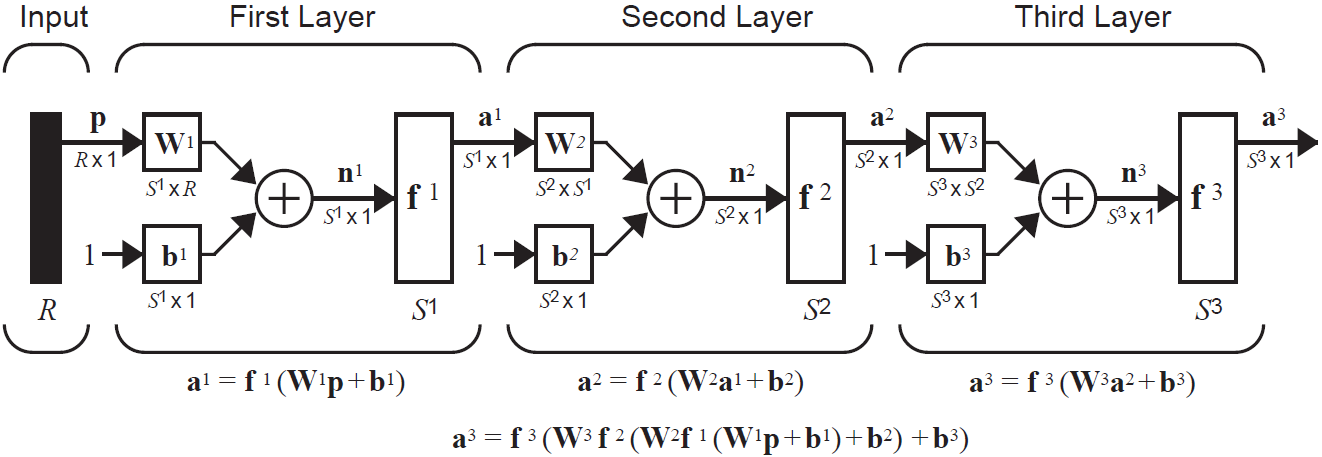 Input First Layer Second Layer Third Layer
p a¹ a² a³
W¹ W² W³
R x 1 S¹ x 1 S² x 1 S³ x 1
n¹ n² n³
S¹ x R S² x S¹ S³ x S²
f ¹ f ² f ³
S¹ x 1 S² x 1 S³ x 1
1 b¹ 1 b² 1 b³
S¹ x 1 S² x 1 S³ x 1
R S¹ S² S³
a¹ = f ¹ (W¹p + b¹) a² = f ² (W²a¹ + b²) a³ = f ³ (W³a² + b³)
a³ = f ³ (W³ f ² (W²f ¹ (W¹p + b¹) + b²) + b³)